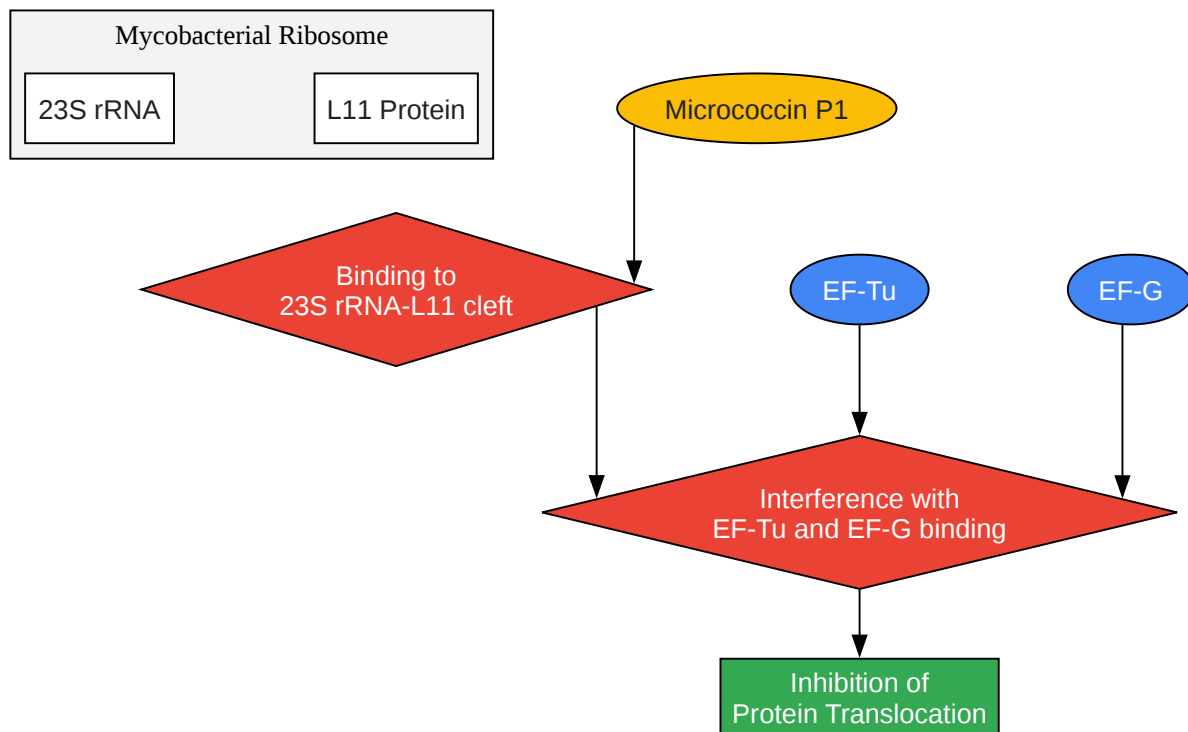 Mycobacterial Ribosome
23S rRNA
L11 Protein
Micrococcin P1
Binding to
23S rRNA-L11 cleft
EF-Tu
EF-G
Interference with
EF-Tu and EF-G binding
Inhibition of
Protein Translocation